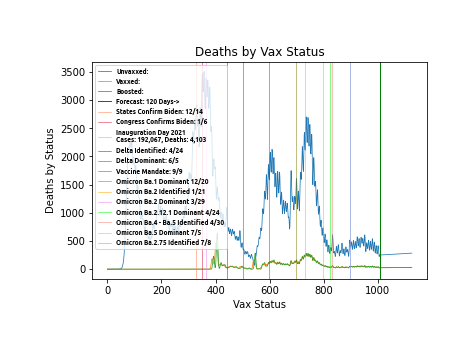 Deaths by Vax Status
Deaths by Status
3500
3000
2500
2000
1500
1000
500
0
Unvaxxed:
Vaxxed:
Boosted:
Forecast: 120 Days->
States Confirm Biden: 12/14
Congress Confirms Biden: 1/6
Inauguration Day 2021
Cases: 192,067, Deaths: 4,103
Delta Identified: 4/24
Delta Dominant: 6/5
Vaccine Mandate: 9/9
Omicron Ba.1 Dominant 12/20
Omicron Ba.2 Identified 1/21
Omicron Ba.2 Dominant 3/29
Omicron Ba.2.12.1 Dominant 4/24
Omicron Ba.4 - Ba.5 Identified 4/30
Omicron Ba.5 Dominant 7/5
Omicron Ba.2.75 Identified 7/8
0 200 400 600 800 1000
Vax Status